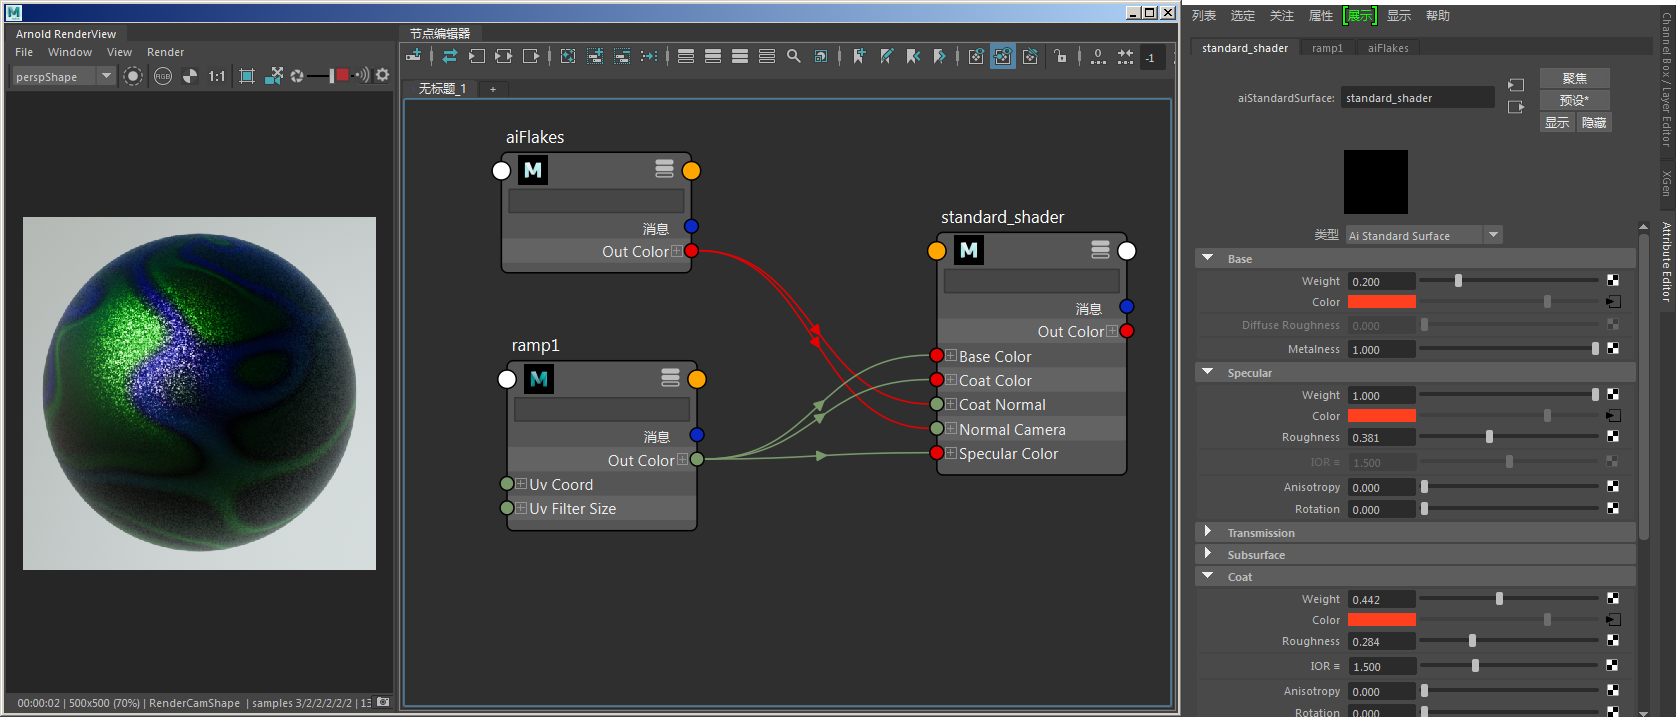 Arnold RenderView
File Window View Render
perspShape
RGB
1:1
00:00:02 | 500x500 (70%) | RenderCamShape | samples 3/2/2/2/2/2 | 13
节点编辑器
0
-1
无标题_1
+
aiFlakes
M
消息
Out Color
ramp1
M
消息
Out Color
Uv Coord
Uv Filter Size
standard_shader
M
消息
Out Color
Base Color
Coat Color
Coat Normal
Normal Camera
Specular Color
列表 选定 关注 属性 展示 显示 帮助
standard_shader ramp1 aiFlakes
aiStandardSurface: standard_shader
聚焦
预设*
显示 隐藏
类型 Ai Standard Surface
Base
Weight 0.200
Color
Diffuse Roughness 0.000
Metalness 1.000
Specular
Weight 1.000
Color
Roughness 0.381
IOR ≡ 1.500
Anisotropy 0.000
Rotation 0.000
Transmission
Subsurface
Coat
Weight 0.442
Color
Roughness 0.284
IOR ≡ 1.500
Anisotropy 0.000
Rotation 0.000
Channel Box / Layer Editor
XGen
Attribute Editor